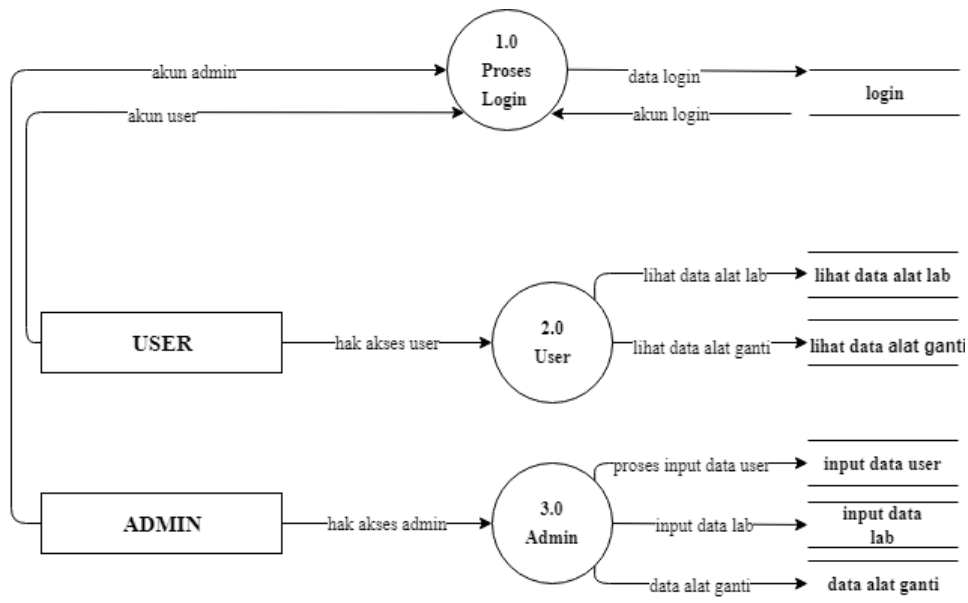 1.0
Proses
Login
akun admin
data login
login
akun user
akun login
lihat data alat lab
lihat data alat lab
2.0
User
USER
hak akses user
lihat data alat ganti
lihat data alat ganti
proses input data user
input data user
3.0
Admin
ADMIN
hak akses admin
input data lab
input data
lab
data alat ganti
data alat ganti